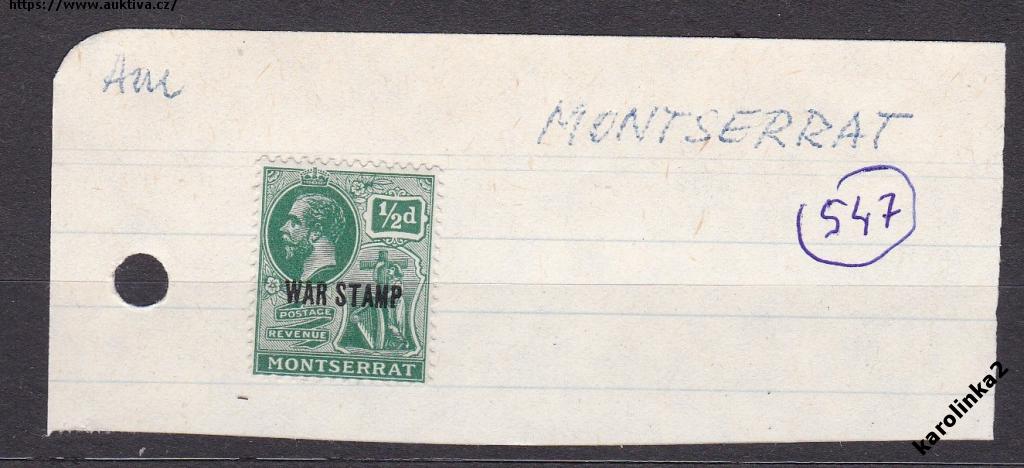 https://www.auktiva.cz/
Am
MONTSERRAT
547
½d
WAR STAMP
POSTAGE
REVENUE
MONTSERRAT
karolinka2